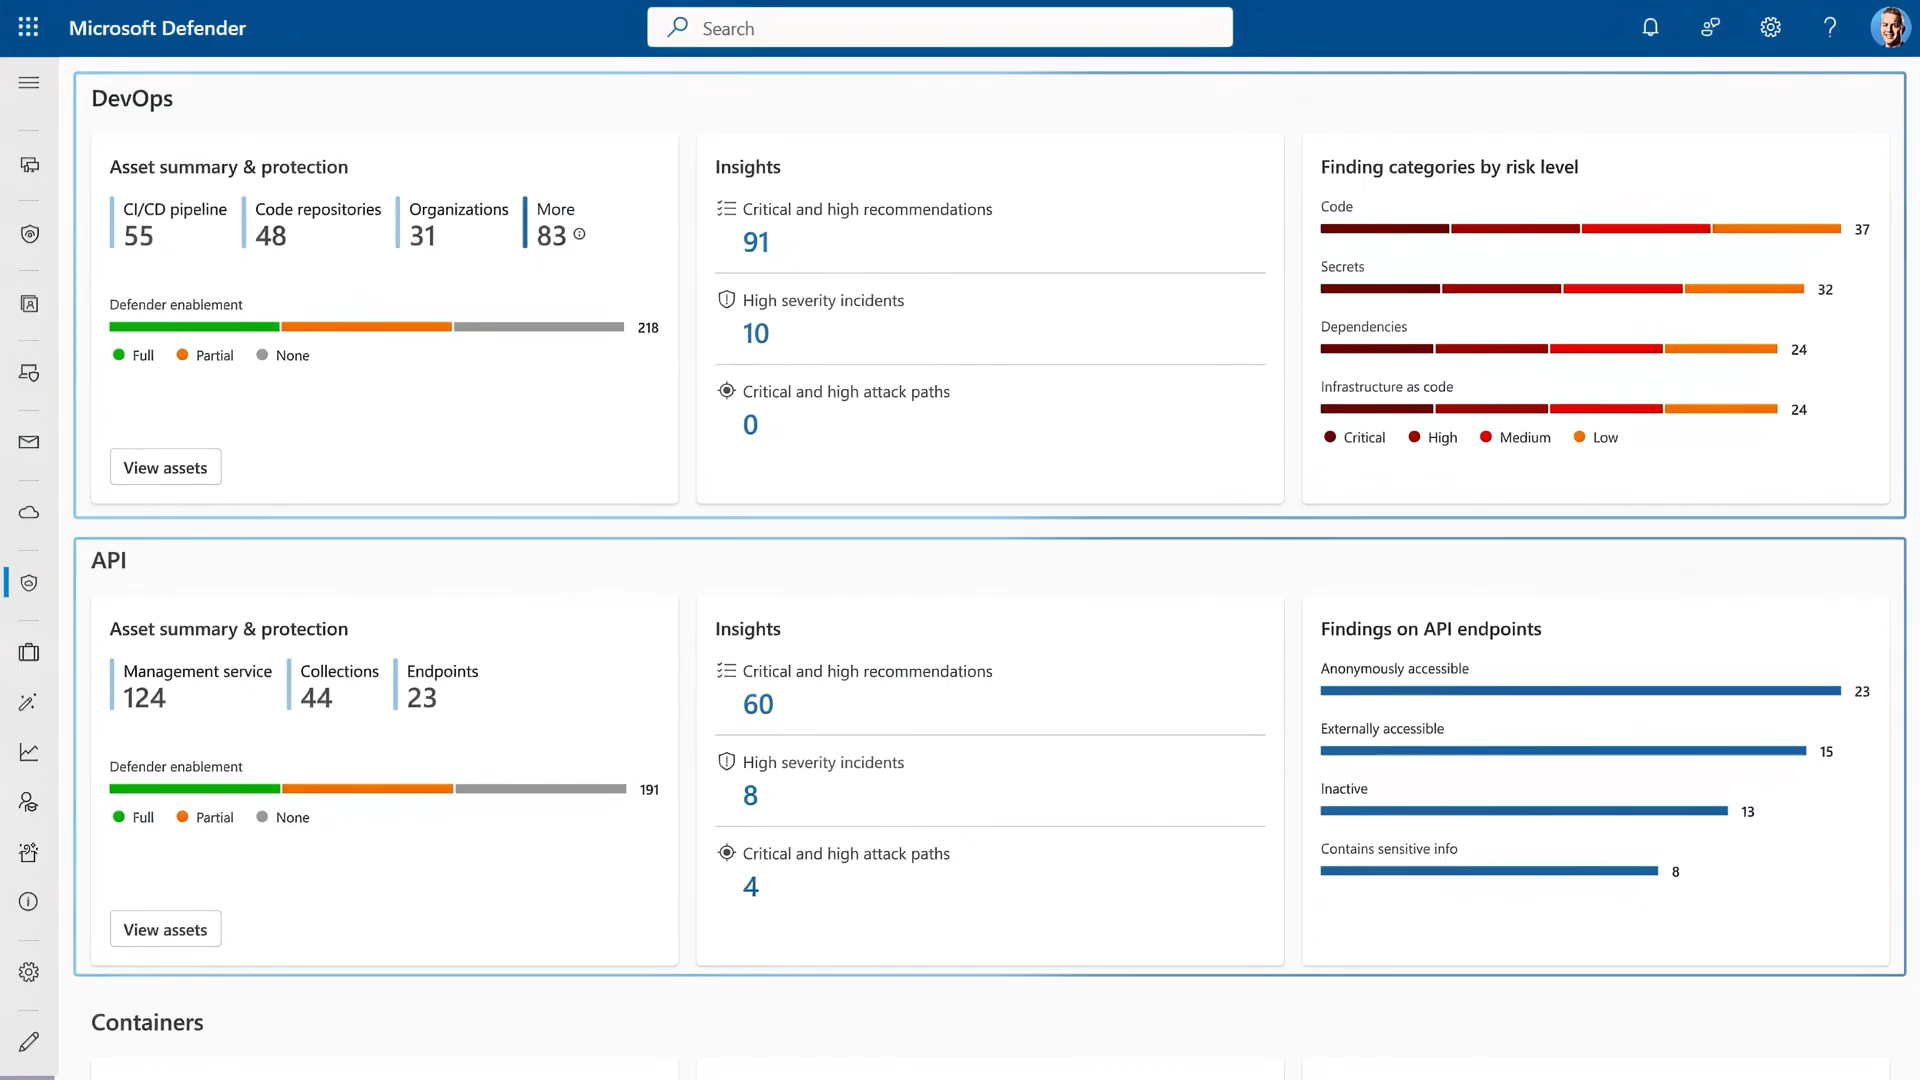 Microsoft Defender
Search
DevOps
Asset summary & protection
CI/CD pipeline
55
Code repositories
48
Organizations
31
More
83
Defender enablement
218
Full
Partial
None
View assets
Insights
Critical and high recommendations
91
High severity incidents
10
Critical and high attack paths
0
Finding categories by risk level
Code
37
Secrets
32
Dependencies
24
Infrastructure as code
24
Critical
High
Medium
Low
API
Asset summary & protection
Management service
124
Collections
44
Endpoints
23
Defender enablement
191
Full
Partial
None
View assets
Insights
Critical and high recommendations
60
High severity incidents
8
Critical and high attack paths
4
Findings on API endpoints
Anonymously accessible
23
Externally accessible
15
Inactive
13
Contains sensitive info
8
Containers